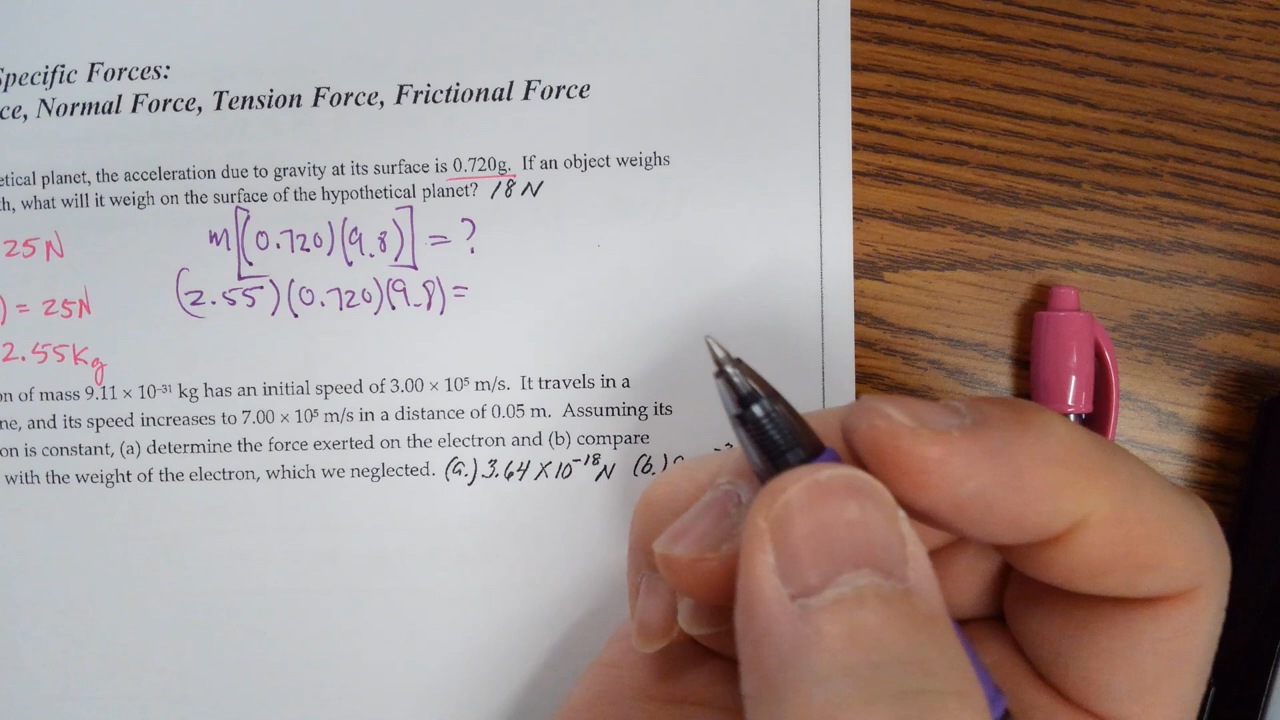 Specific Forces:
ce, Normal Force, Tension Force, Frictional Force
etical planet, the acceleration due to gravity at its surface is 0.720g. If an object weighs
th, what will it weigh on the surface of the hypothetical planet? 18 N
25N
m[(0.720)(9.8)] = ?
) = 25N
(2.55)(0.720)(9.8)=
2.55Kg
on of mass 9.11 × 10⁻³¹ kg has an initial speed of 3.00 × 10⁵ m/s. It travels in a
ne, and its speed increases to 7.00 × 10⁵ m/s in a distance of 0.05 m. Assuming its
on is constant, (a) determine the force exerted on the electron and (b) compare
with the weight of the electron, which we neglected. (a.) 3.64 X 10⁻¹⁸ N (b.)